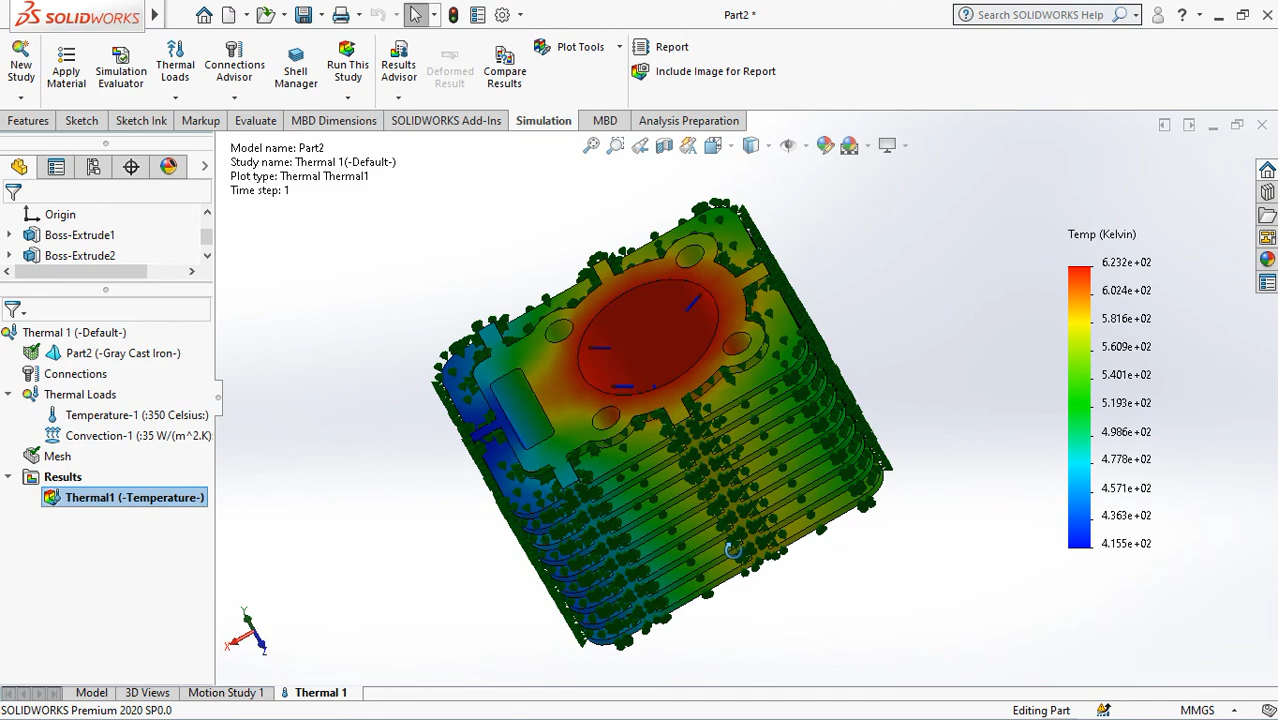 SOLIDWORKS
Part2 *
Search SOLIDWORKS Help
New Study
Apply Material
Simulation Evaluator
Thermal Loads
Connections Advisor
Shell Manager
Run This Study
Results Advisor
Deformed Result
Compare Results
Plot Tools
Report
Include Image for Report
Features
Sketch
Sketch Ink
Markup
Evaluate
MBD Dimensions
SOLIDWORKS Add-Ins
Simulation
MBD
Analysis Preparation
Origin
Boss-Extrude1
Boss-Extrude2
Thermal 1 (-Default-)
Part2 (-Gray Cast Iron-)
Connections
Thermal Loads
Temperature-1 (:350 Celsius:)
Convection-1 (:35 W/(m^2.K)
Mesh
Results
Thermal1 (-Temperature-)
Model name: Part2
Study name: Thermal 1(-Default-)
Plot type: Thermal Thermal1
Time step: 1
Temp (Kelvin)
6.232e+02
6.024e+02
5.816e+02
5.609e+02
5.401e+02
5.193e+02
4.986e+02
4.778e+02
4.571e+02
4.363e+02
4.155e+02
Y
X
Z
Model
3D Views
Motion Study 1
Thermal 1
SOLIDWORKS Premium 2020 SP0.0
Editing Part
MMGS